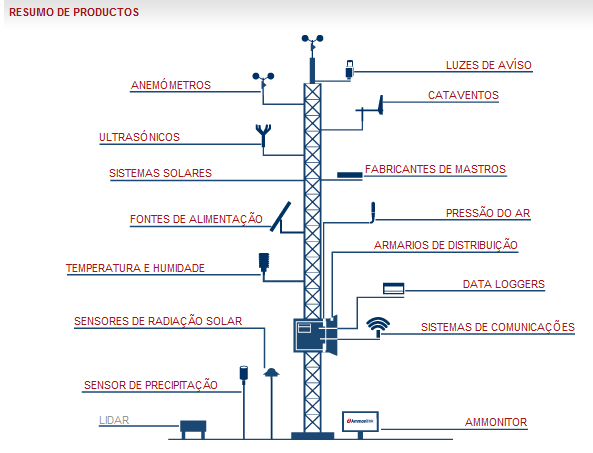 RESUMO DE PRODUCTOS
LUZES DE AVÍSO
ANEMÓMETROS
CATAVENTOS
ULTRASÓNICOS
SISTEMAS SOLARES
FABRICANTES DE MASTROS
FONTES DE ALIMENTAÇÃO
PRESSÃO DO AR
ARMARIOS DE DISTRIBUIÇÃO
TEMPERATURA E HUMIDADE
DATA LOGGERS
SENSORES DE RADIAÇÃO SOLAR
SISTEMAS DE COMUNICAÇÕES
SENSOR DE PRECIPITAÇÃO
LIDAR
AMMONITOR